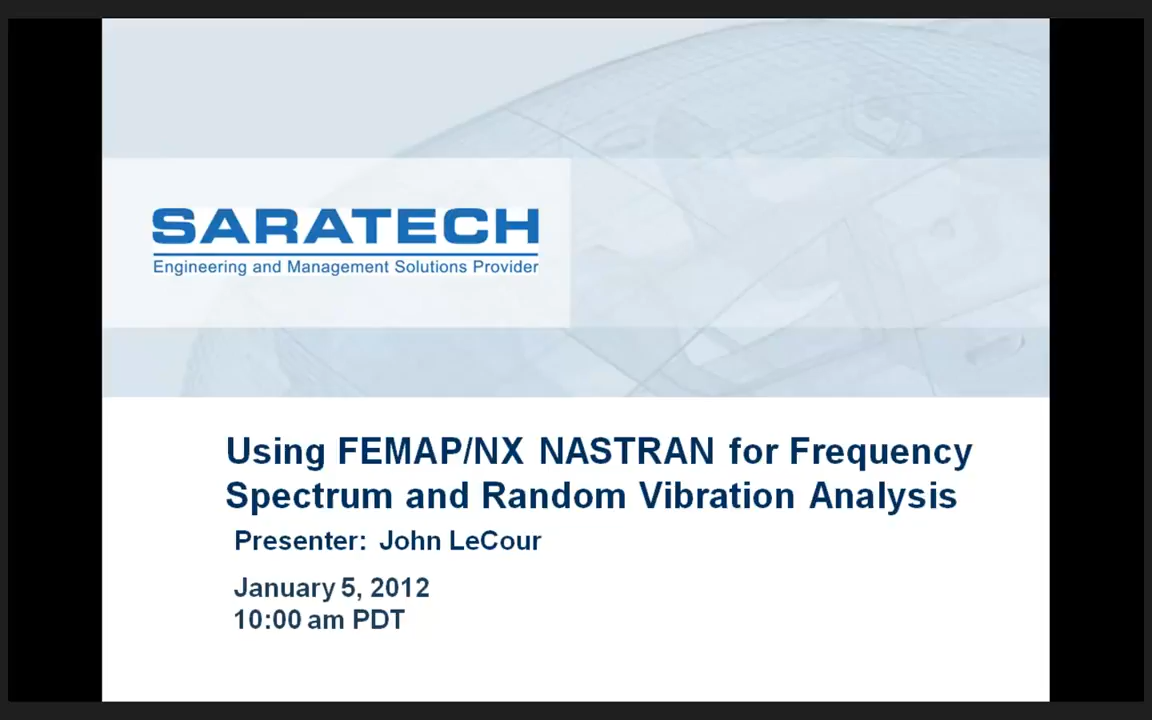 SARATECH
Engineering and Management Solutions Provider
Using FEMAP/NX NASTRAN for Frequency
Spectrum and Random Vibration Analysis
Presenter: John LeCour
January 5, 2012
10:00 am PDT